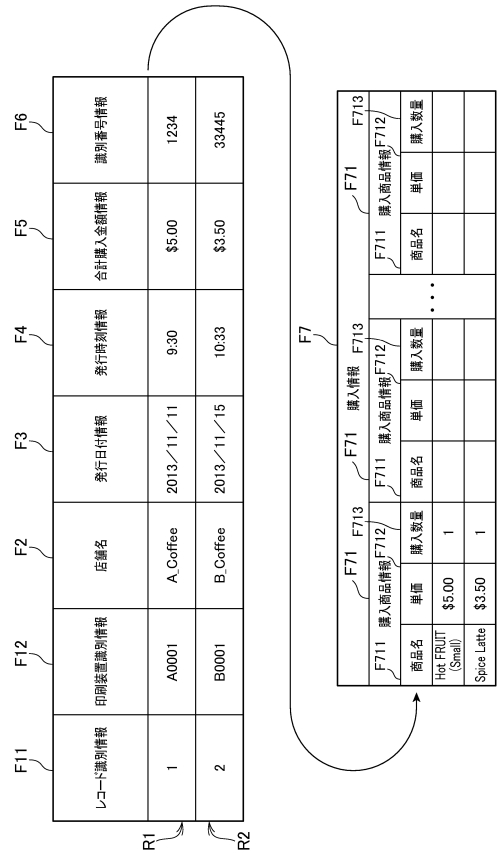 F11 F12 F2 F3 F4 F5 F6
レコード識別情報 印刷装置識別情報 店舗名 発行日付情報 発行時刻情報 合計購入金額情報 識別番号情報
R1 1 A0001 A_Coffee 2013／11／11 9:30 $5.00 1234
R2 2 B0001 B_Coffee 2013／11／15 10:33 $3.50 33445
F7
購入情報
F71 F71 F71
購入商品情報 購入商品情報 ・・・ 購入商品情報
F711 F712 F713 F711 F712 F713 F711 F712 F713
商品名 単価 購入数量 商品名 単価 購入数量 商品名 単価 購入数量
Hot FRUIT
(Small) $5.00 1
Spice Latte $3.50 1